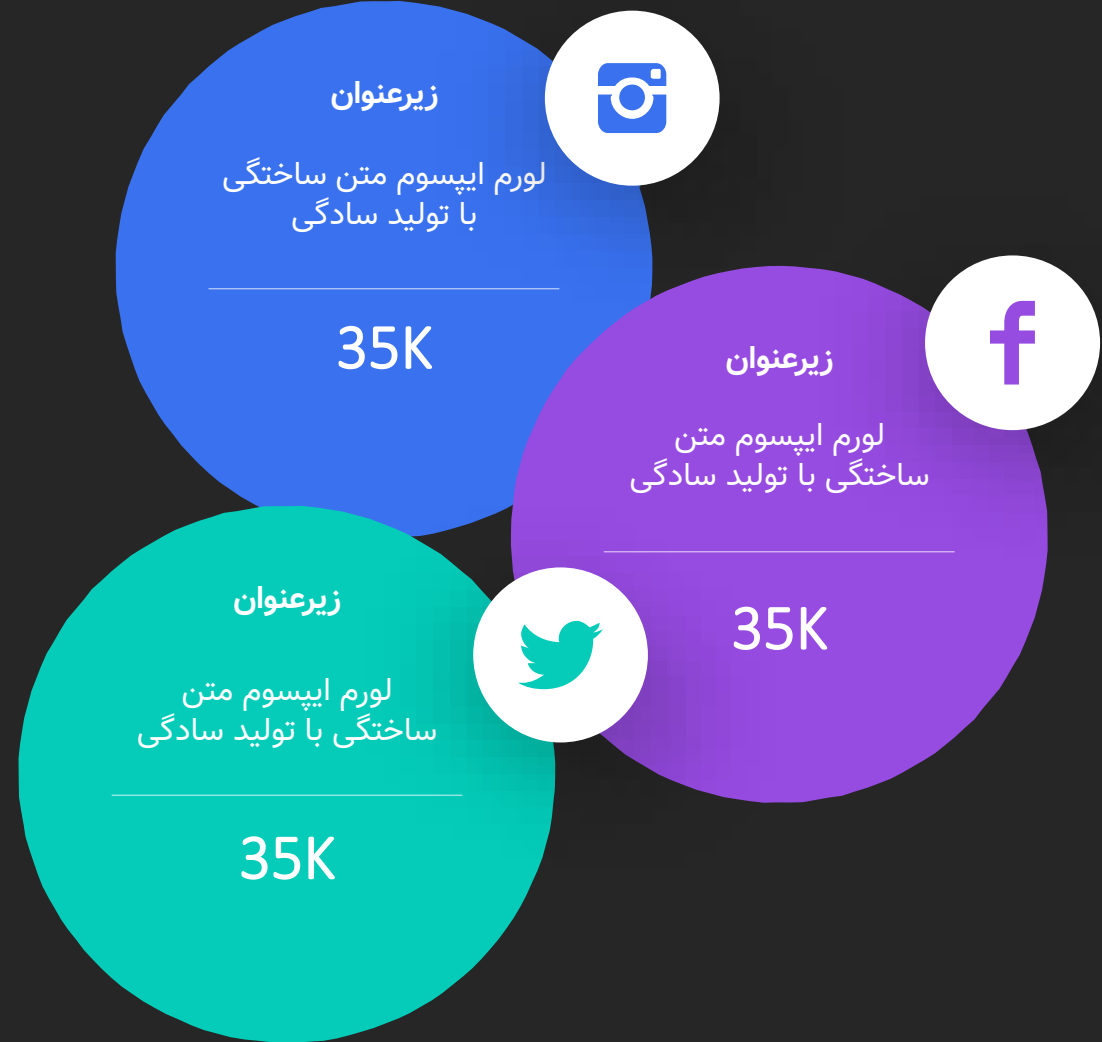 زیرعنوان
لورم ایپسوم متن ساختگی
با تولید سادگی
35K
زیرعنوان
لورم ایپسوم متن
ساختگی با تولید سادگی
35K
زیرعنوان
لورم ایپسوم متن
ساختگی با تولید سادگی
35K